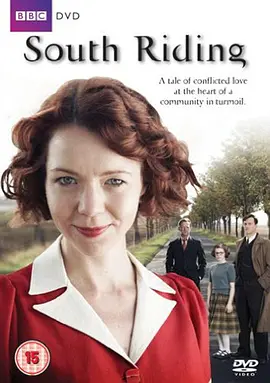 BBC DVD
South Riding
A tale of conflicted love
at the heart of a
community in turmoil.
15
DVD
VIDEO